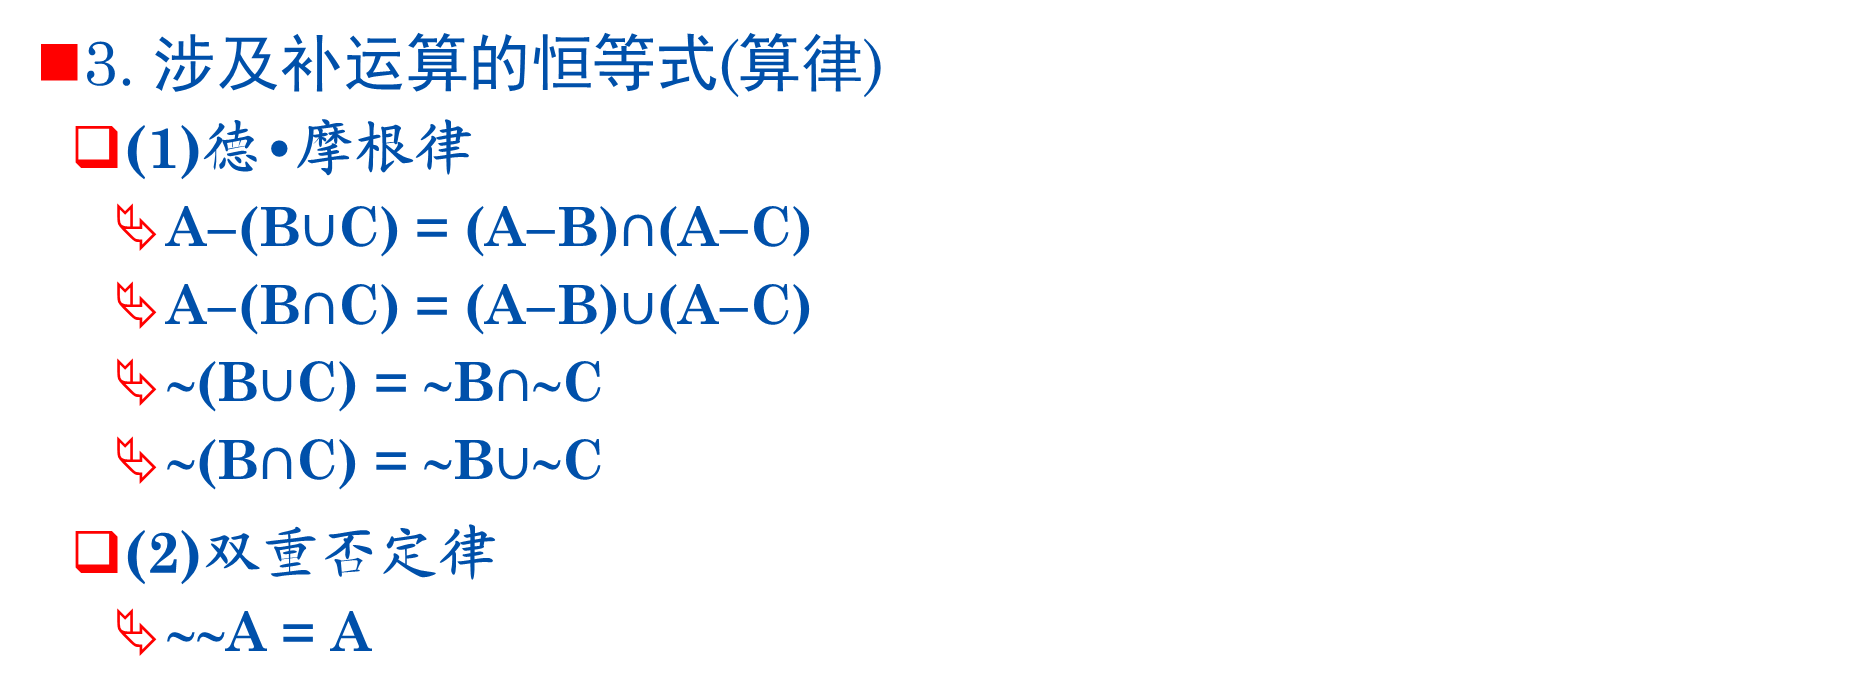 3. 涉及补运算的恒等式(算律)
(1)德•摩根律
A–(B∪C) = (A–B)∩(A–C)
A–(B∩C) = (A–B)∪(A–C)
~(B∪C) = ~B∩~C
~(B∩C) = ~B∪~C
(2)双重否定律
~~A = A